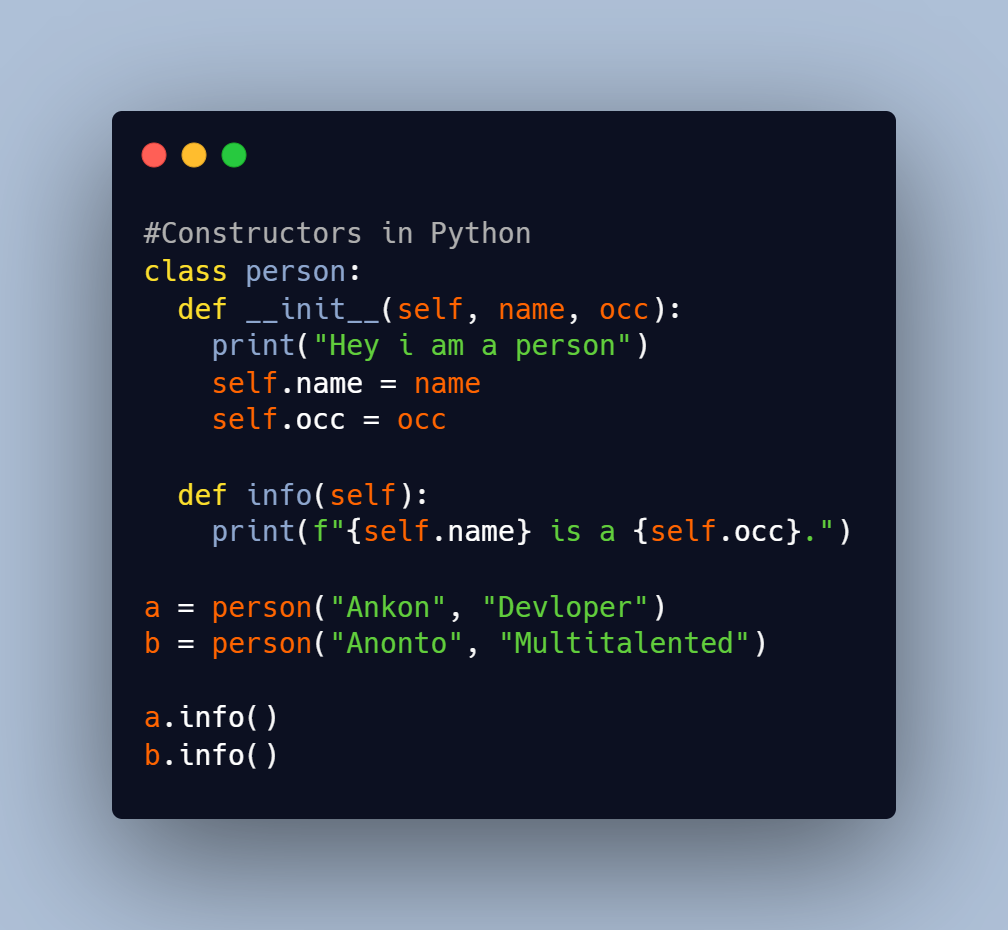 #Constructors in Python
class person:
  def __init__(self, name, occ):
    print("Hey i am a person")
    self.name = name
    self.occ = occ

  def info(self):
    print(f"{self.name} is a {self.occ}.")

a = person("Ankon", "Devloper")
b = person("Anonto", "Multitalented")

a.info()
b.info()